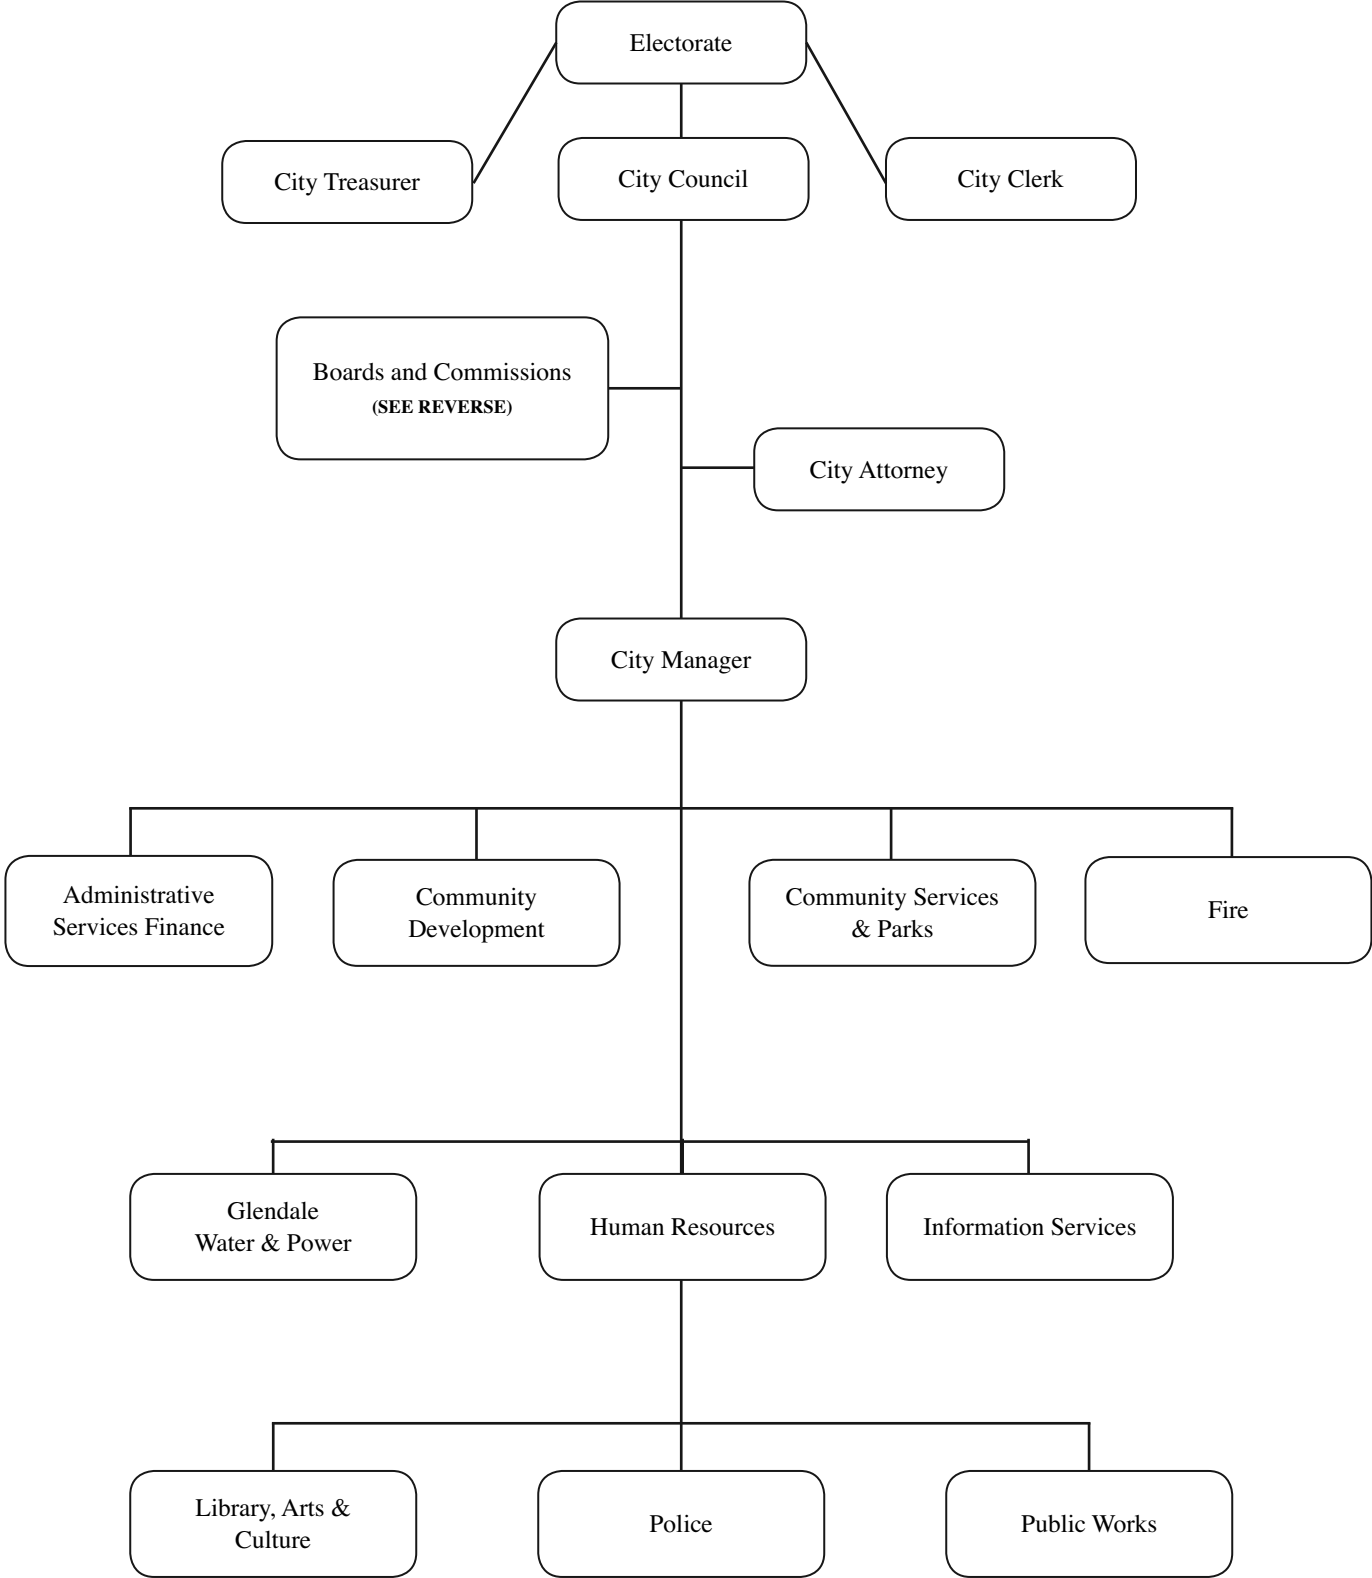 Electorate
City Treasurer
City Council
City Clerk
Boards and Commissions
(SEE REVERSE)
City Attorney
City Manager
Administrative
Services Finance
Community
Development
Community Services
& Parks
Fire
Glendale
Water & Power
Human Resources
Information Services
Library, Arts &
Culture
Police
Public Works